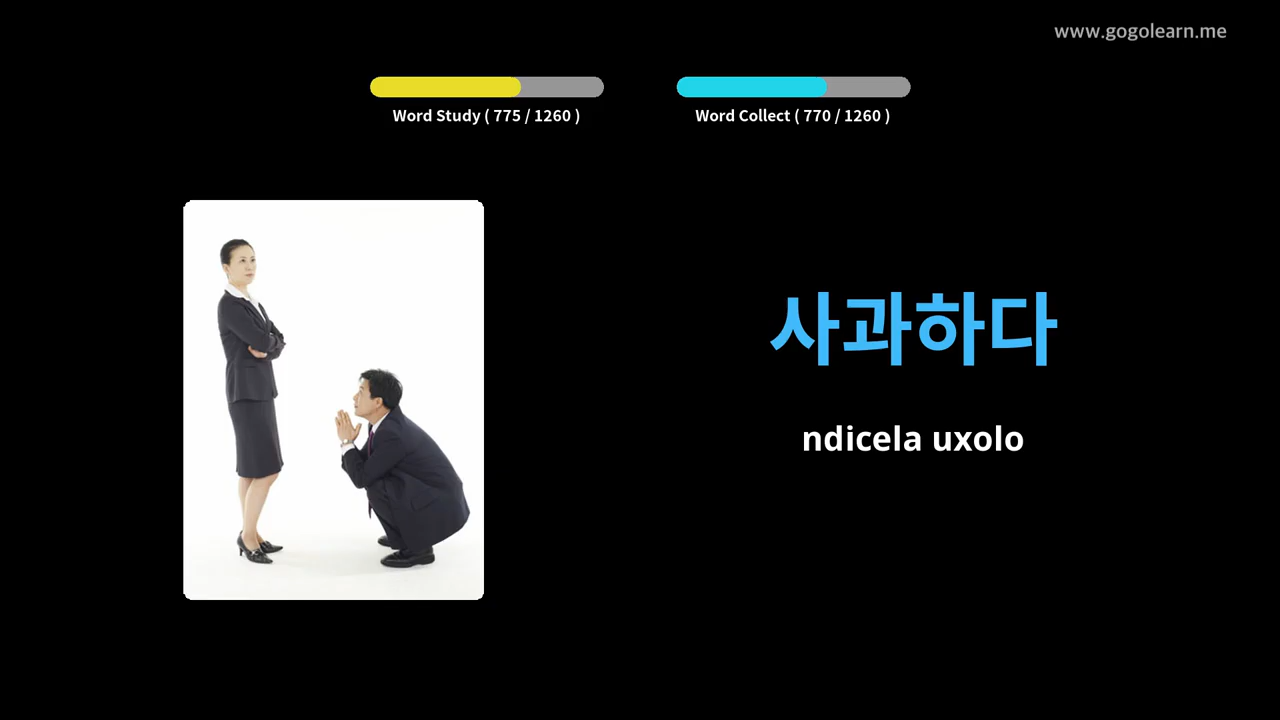 www.gogolearn.me
Word Study ( 775 / 1260 )
Word Collect ( 770 / 1260 )
사과하다
ndicela uxolo